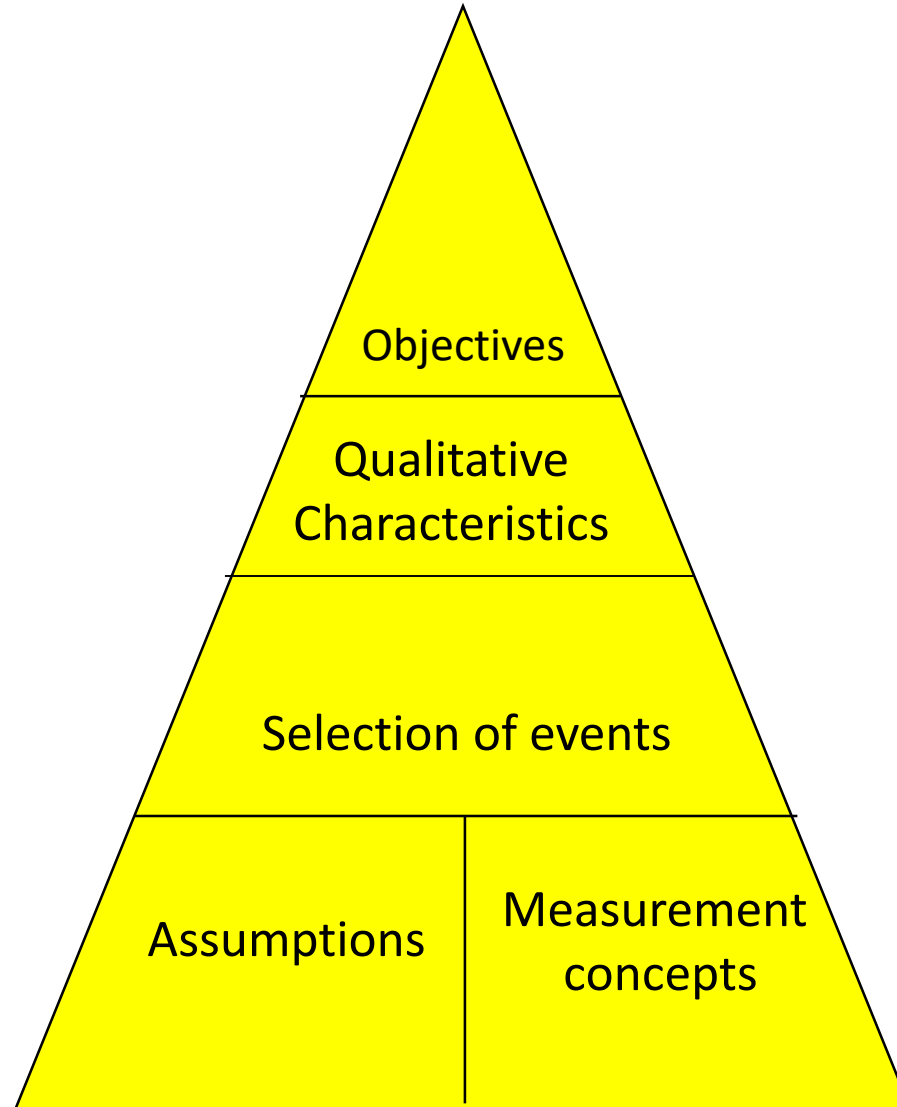 Objectives
Qualitative
Characteristics
Selection of events
Assumptions
Measurement
concepts